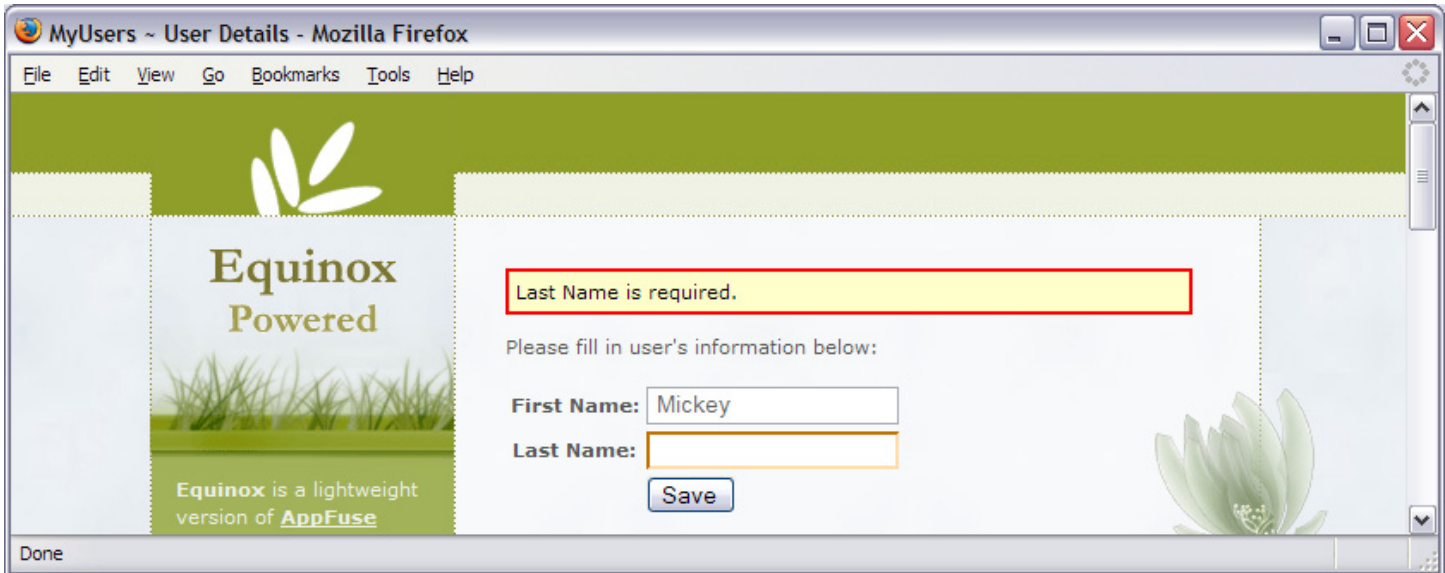 MyUsers ~ User Details - Mozilla Firefox
File Edit View Go Bookmarks Tools Help
Equinox
Powered
Equinox is a lightweight
version of AppFuse
Last Name is required.
Please fill in user's information below:
First Name: Mickey
Last Name:
Save
Done